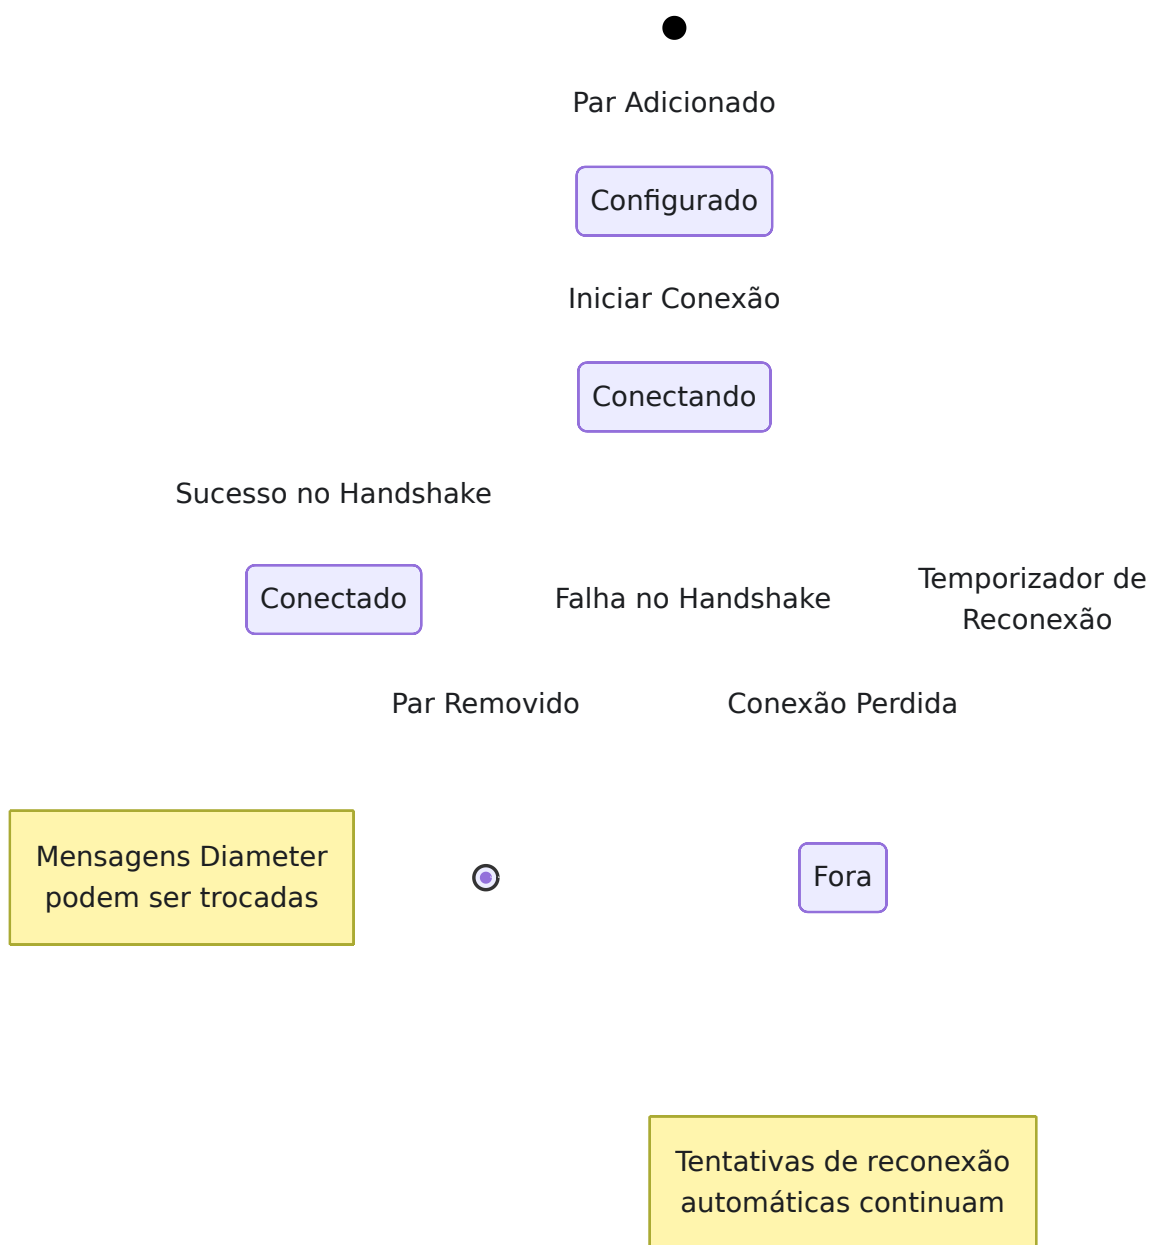 Par Adicionado
Configurado
Iniciar Conexão
Conectando
Sucesso no Handshake
Conectado
Falha no Handshake
Temporizador de
Reconexão
Par Removido
Conexão Perdida
Mensagens Diameter
podem ser trocadas
Fora
Tentativas de reconexão
automáticas continuam